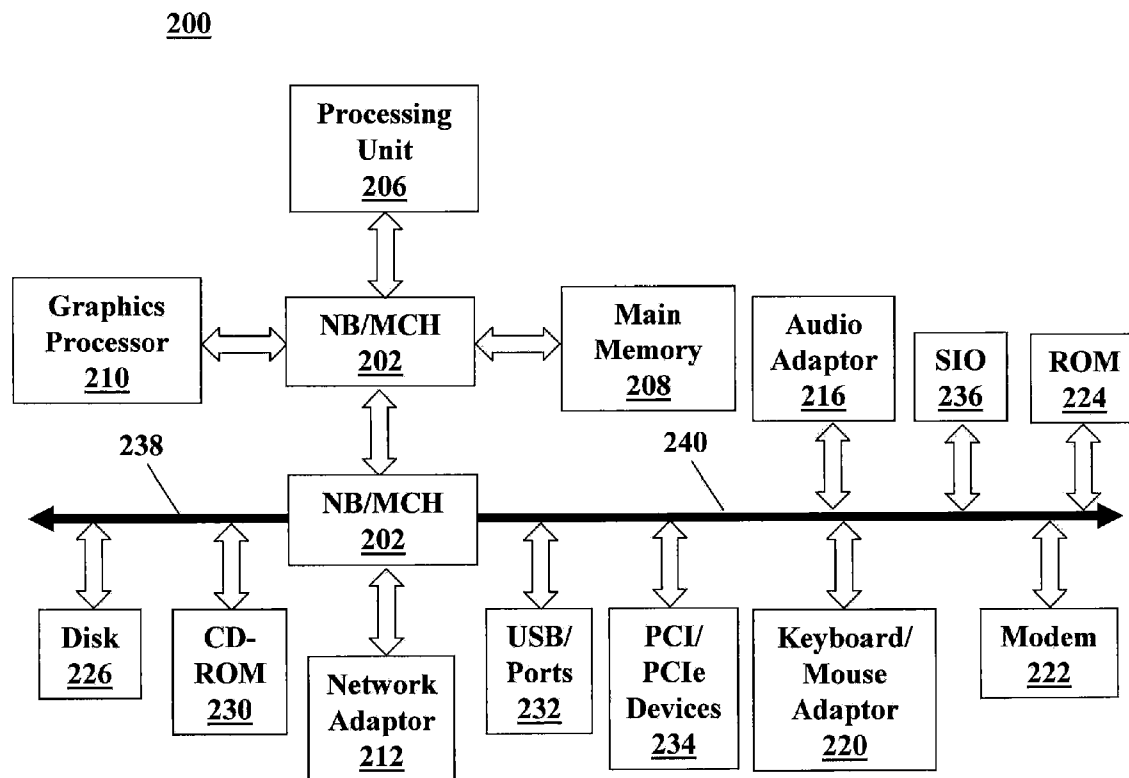 200
Processing
Unit
206
Graphics
Processor
210
NB/MCH
202
Main
Memory
208
Audio
Adaptor
216
SIO
236
ROM
224
238
240
NB/MCH
202
Disk
226
CD-
ROM
230
Network
Adaptor
212
USB/
Ports
232
PCI/
PCIe
Devices
234
Keyboard/
Mouse
Adaptor
220
Modem
222